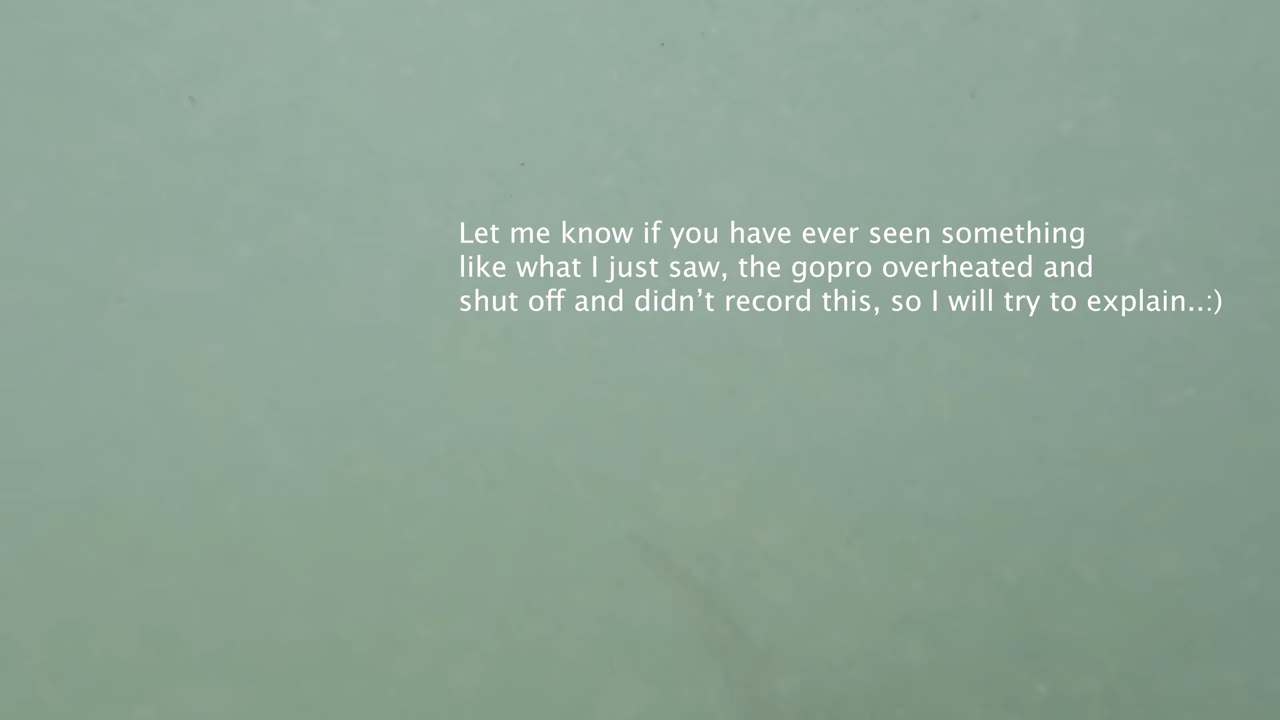 Let me know if you have ever seen something
like what I just saw, the gopro overheated and
shut off and didn’t record this, so I will try to explain..:)